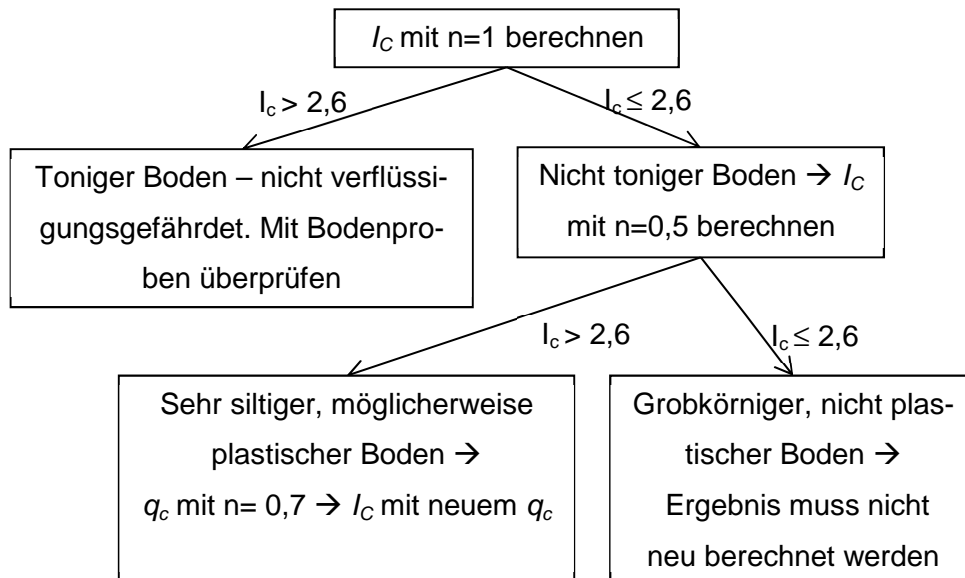 I_C mit n=1 berechnen
I_c > 2,6
I_c ≤ 2,6
Toniger Boden – nicht verflüssi-
gungsgefährdet. Mit Bodenpro-
ben überprüfen
Nicht toniger Boden → I_C
mit n=0,5 berechnen
I_c > 2,6
I_c ≤ 2,6
Sehr siltiger, möglicherweise
plastischer Boden →
q_c mit n= 0,7 → I_C mit neuem q_c
Grobkörniger, nicht plas-
tischer Boden →
Ergebnis muss nicht
neu berechnet werden